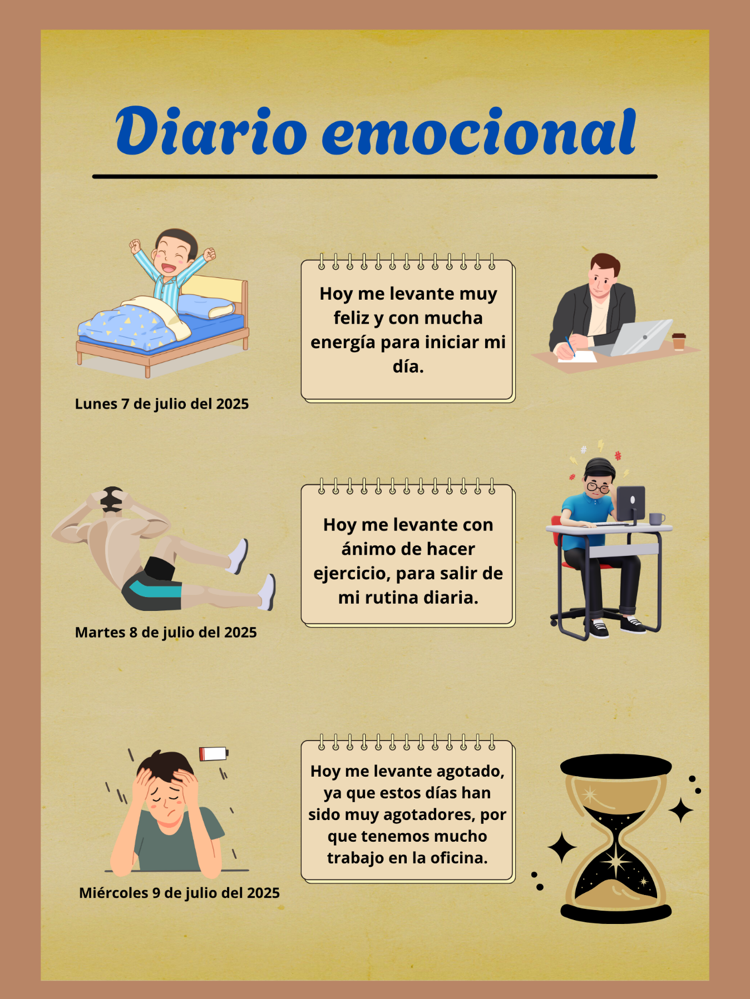 Diario emocional
Hoy me levante muy
feliz y con mucha
energía para iniciar mi
día.
Lunes 7 de julio del 2025
Hoy me levante con
ánimo de hacer
ejercicio, para salir de
mi rutina diaria.
Martes 8 de julio del 2025
Hoy me levante agotado,
ya que estos días han
sido muy agotadores, por
que tenemos mucho
trabajo en la oficina.
Miércoles 9 de julio del 2025